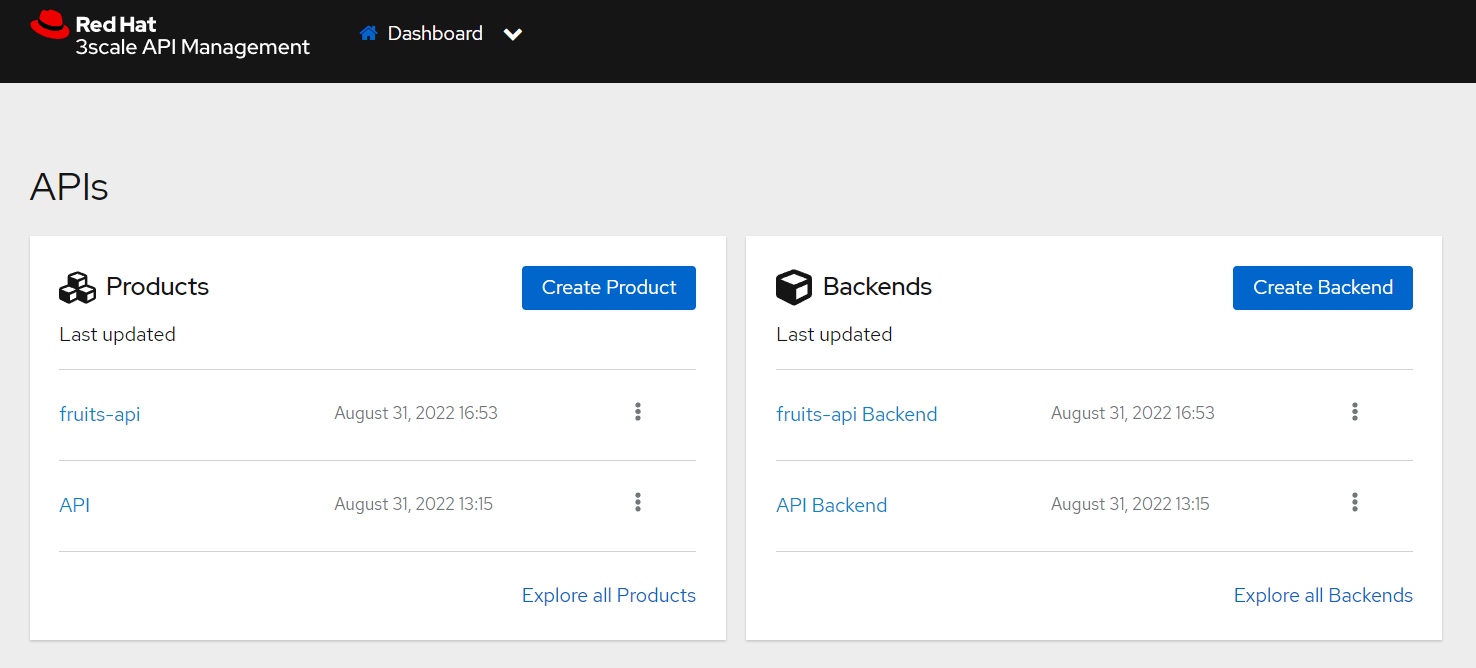 Red Hat
3scale API Management
Dashboard
APIs
Products
Create Product
Last updated
fruits-api August 31, 2022 16:53
API August 31, 2022 13:15
Explore all Products
Backends
Create Backend
Last updated
fruits-api Backend August 31, 2022 16:53
API Backend August 31, 2022 13:15
Explore all Backends